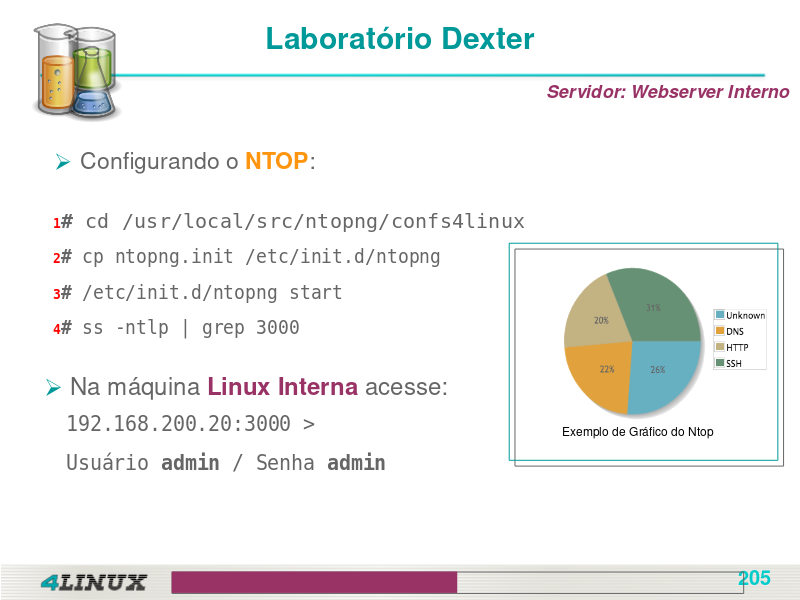 Laboratório Dexter
Servidor: Webserver Interno
Configurando o NTOP:
1# cd /usr/local/src/ntopng/confs4linux
2# cp ntopng.init /etc/init.d/ntopng
3# /etc/init.d/ntopng start
4# ss -ntlp | grep 3000
31%
20%
22%
26%
Unknown
DNS
HTTP
SSH
Exemplo de Gráfico do Ntop
Na máquina Linux Interna acesse:
192.168.200.20:3000 >
Usuário admin / Senha admin
4LINUX
205